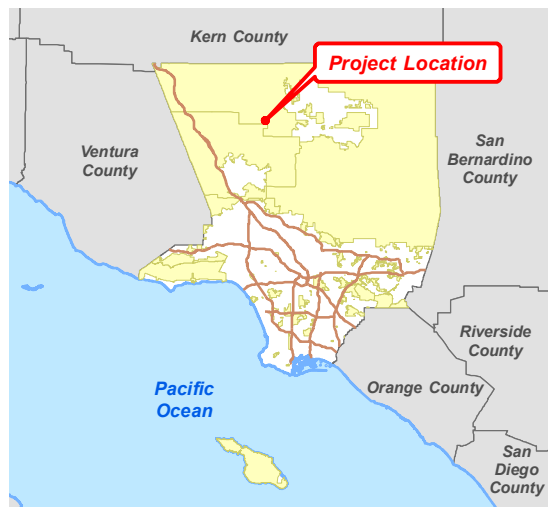 Kern County
Project Location
Ventura
County
San
Bernardino
County
Riverside
County
Orange County
Pacific
Ocean
San
Diego
County